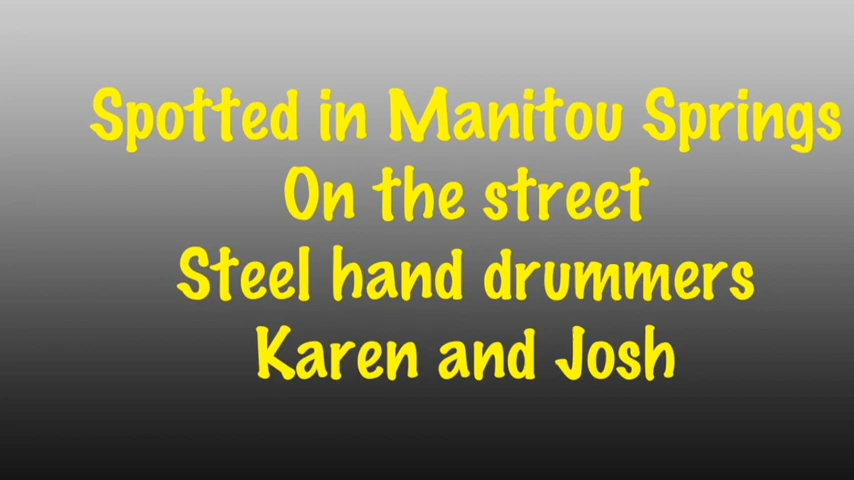 Spotted in Manitou Springs
On the street
Steel hand drummers
Karen and Josh